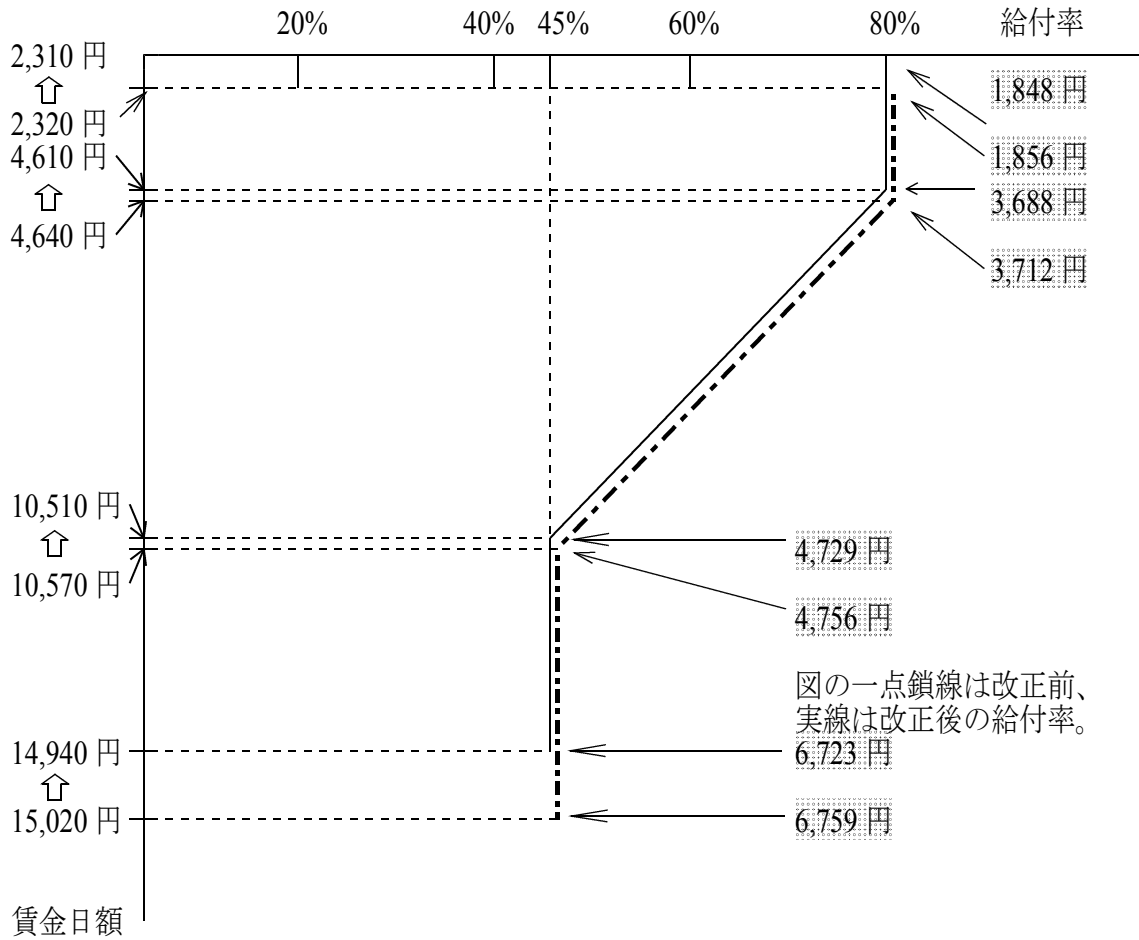 20% 40% 45% 60% 80% 給付率
2,310 円
2,320 円
4,610 円
4,640 円
1,848 円
1,856 円
3,688 円
3,712 円
10,510 円
10,570 円
4,729 円
4,756 円
図の一点鎖線は改正前、
実線は改正後の給付率。
14,940 円
6,723 円
15,020 円
6,759 円
賃金日額